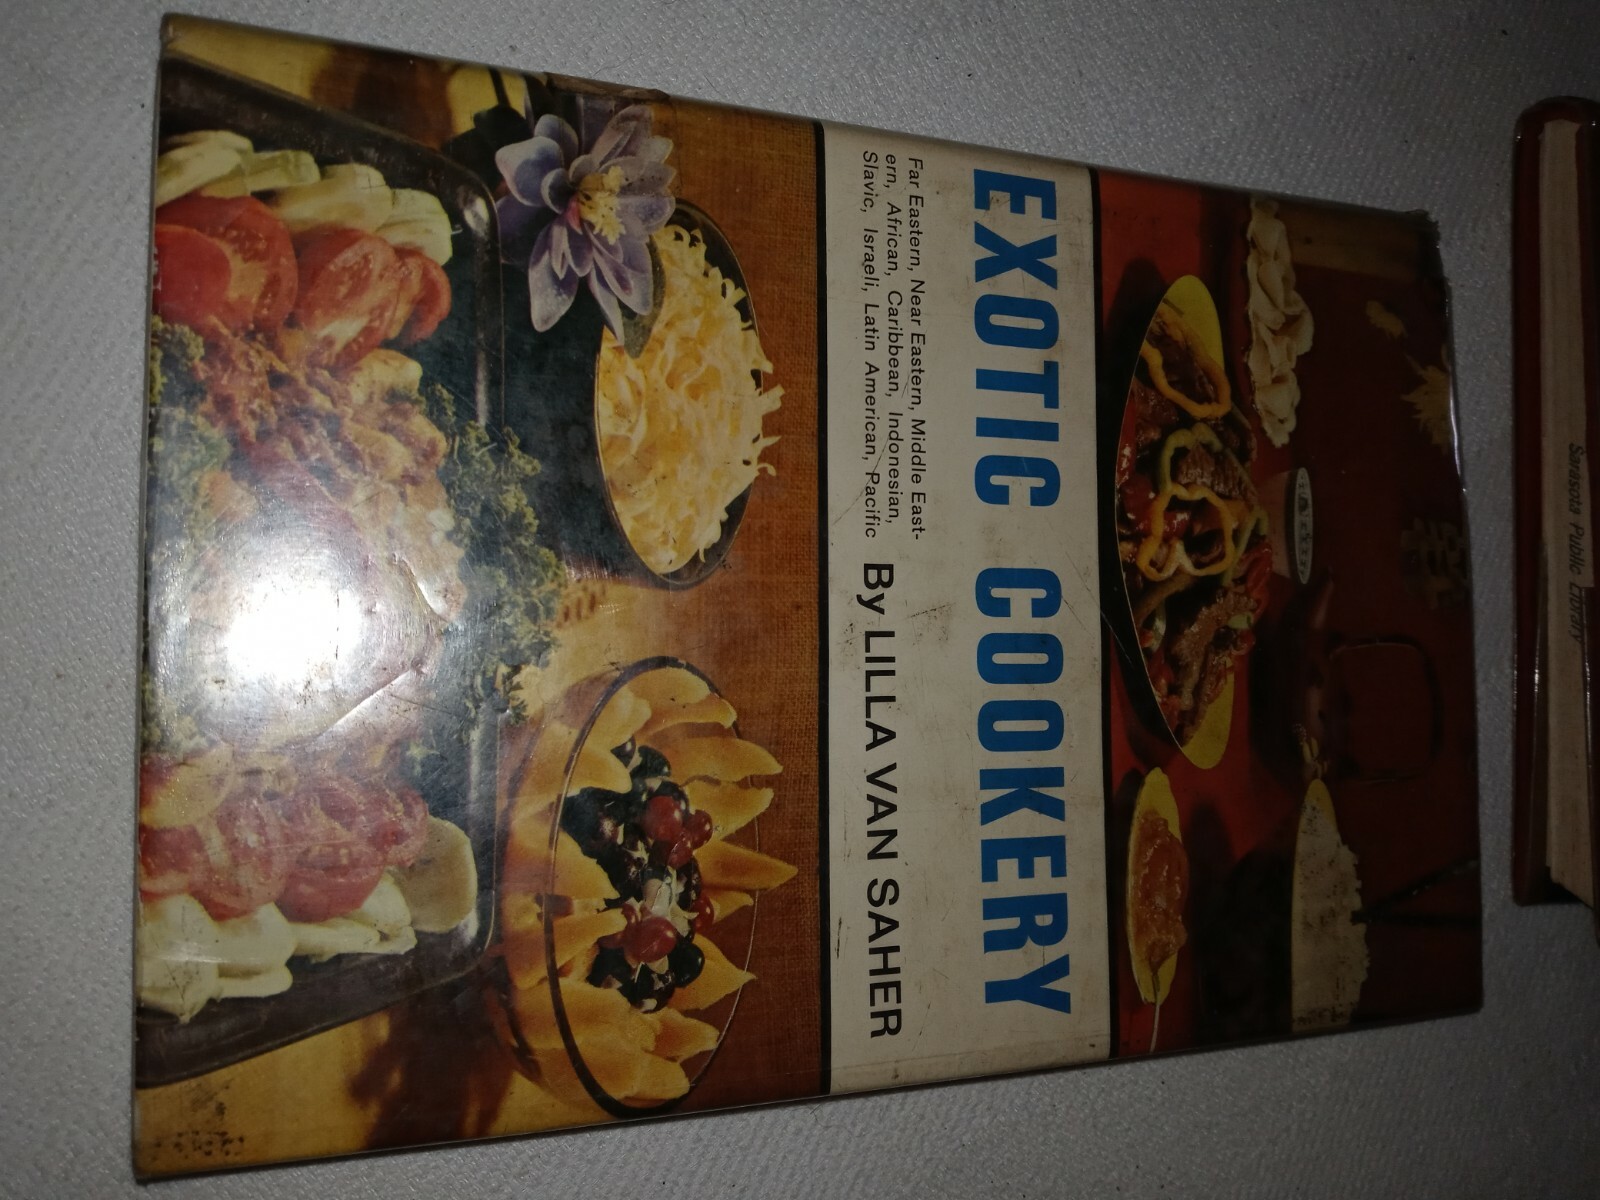 EXOTIC COOKERY
Far Eastern, Near Eastern, Middle East-
ern, African, Caribbean, Indonesian,
Slavic, Israeli, Latin American, Pacific
By LILLA VAN SAHER
Sarasota Public Library